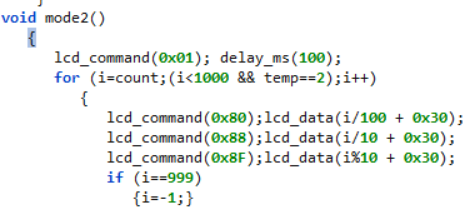 void mode2()
{
lcd_command(0x01); delay_ms(100);
for (i=count;(i<1000 && temp==2);i++)
{
lcd_command(0x80);lcd_data(i/100 + 0x30);
lcd_command(0x88);lcd_data(i/10 + 0x30);
lcd_command(0x8F);lcd_data(i%10 + 0x30);
if (i==999)
{i=-1;}